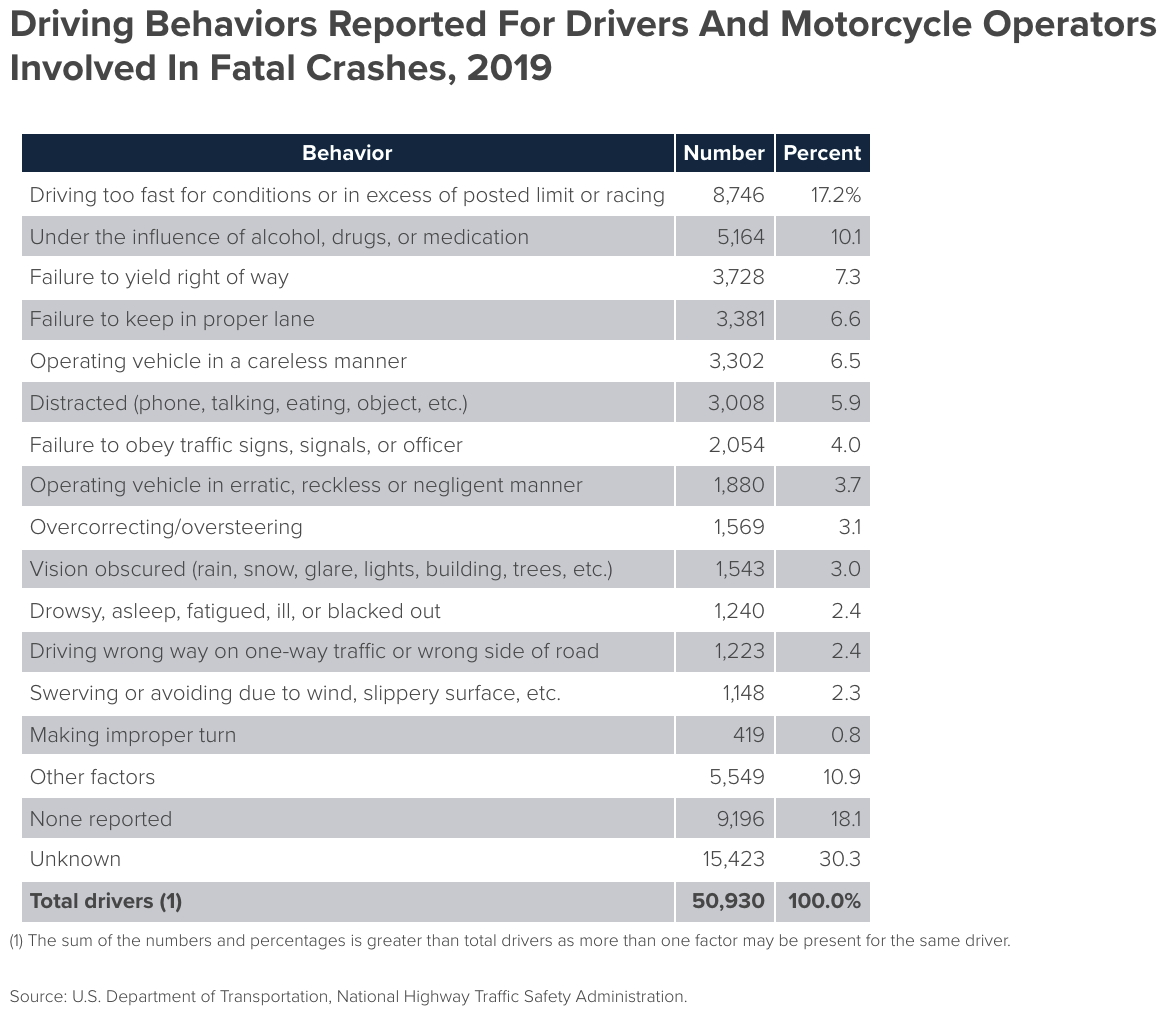 Driving Behaviors Reported For Drivers And Motorcycle Operators
Involved In Fatal Crashes, 2019
Behavior Number Percent
Driving too fast for conditions or in excess of posted limit or racing 8,746 17.2%
Under the influence of alcohol, drugs, or medication 5,164 10.1
Failure to yield right of way 3,728 7.3
Failure to keep in proper lane 3,381 6.6
Operating vehicle in a careless manner 3,302 6.5
Distracted (phone, talking, eating, object, etc.) 3,008 5.9
Failure to obey traffic signs, signals, or officer 2,054 4.0
Operating vehicle in erratic, reckless or negligent manner 1,880 3.7
Overcorrecting/oversteering 1,569 3.1
Vision obscured (rain, snow, glare, lights, building, trees, etc.) 1,543 3.0
Drowsy, asleep, fatigued, ill, or blacked out 1,240 2.4
Driving wrong way on one-way traffic or wrong side of road 1,223 2.4
Swerving or avoiding due to wind, slippery surface, etc. 1,148 2.3
Making improper turn 419 0.8
Other factors 5,549 10.9
None reported 9,196 18.1
Unknown 15,423 30.3
Total drivers (1) 50,930 100.0%
(1) The sum of the numbers and percentages is greater than total drivers as more than one factor may be present for the same driver.
Source: U.S. Department of Transportation, National Highway Traffic Safety Administration.